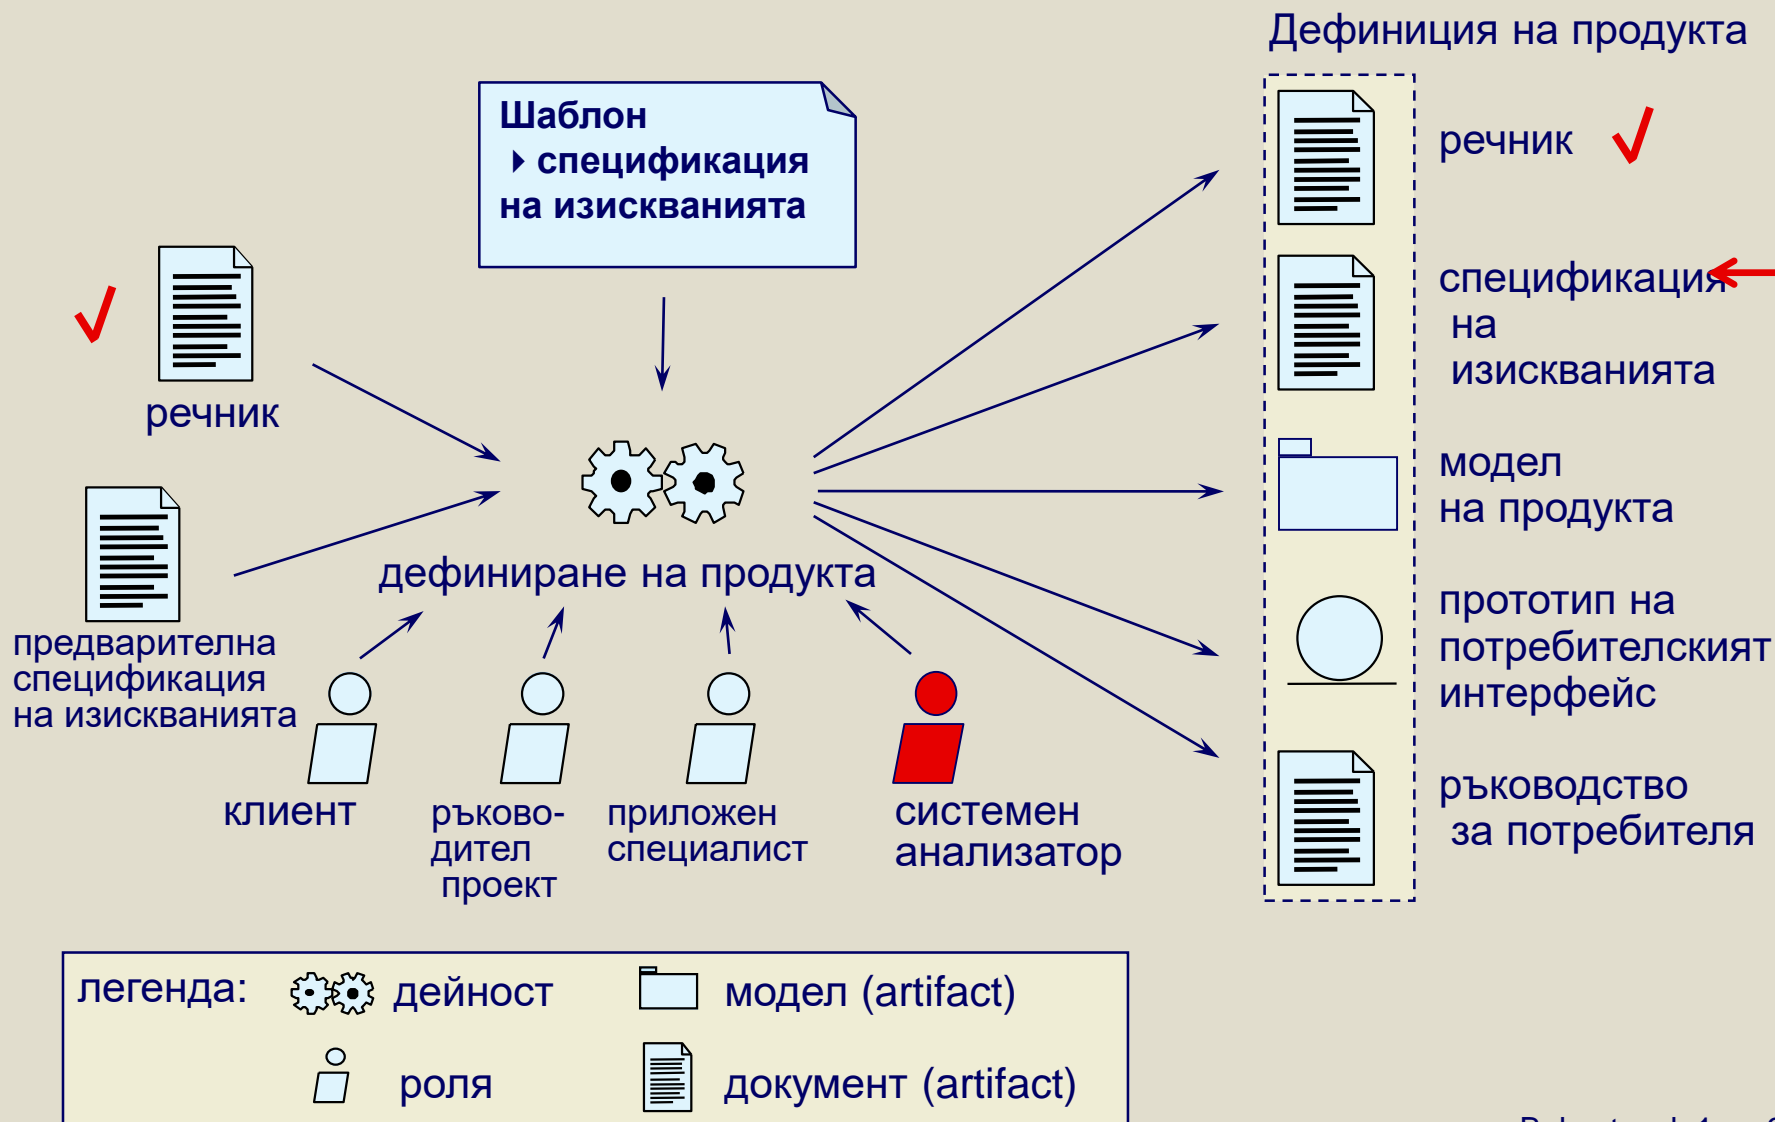 Дефиниция на продукта
Шаблон
спецификация
на изискванията
речник
спецификация
на
изискванията
речник
модел
на продукта
дефиниране на продукта
прототип на
потребителският
интерфейс
предварителна
спецификация
на изискванията
ръководство
за потребителя
клиент
ръково-
дител
проект
приложен
специалист
системен
анализатор
легенда:
дейност
модел (artifact)
роля
документ (artifact)